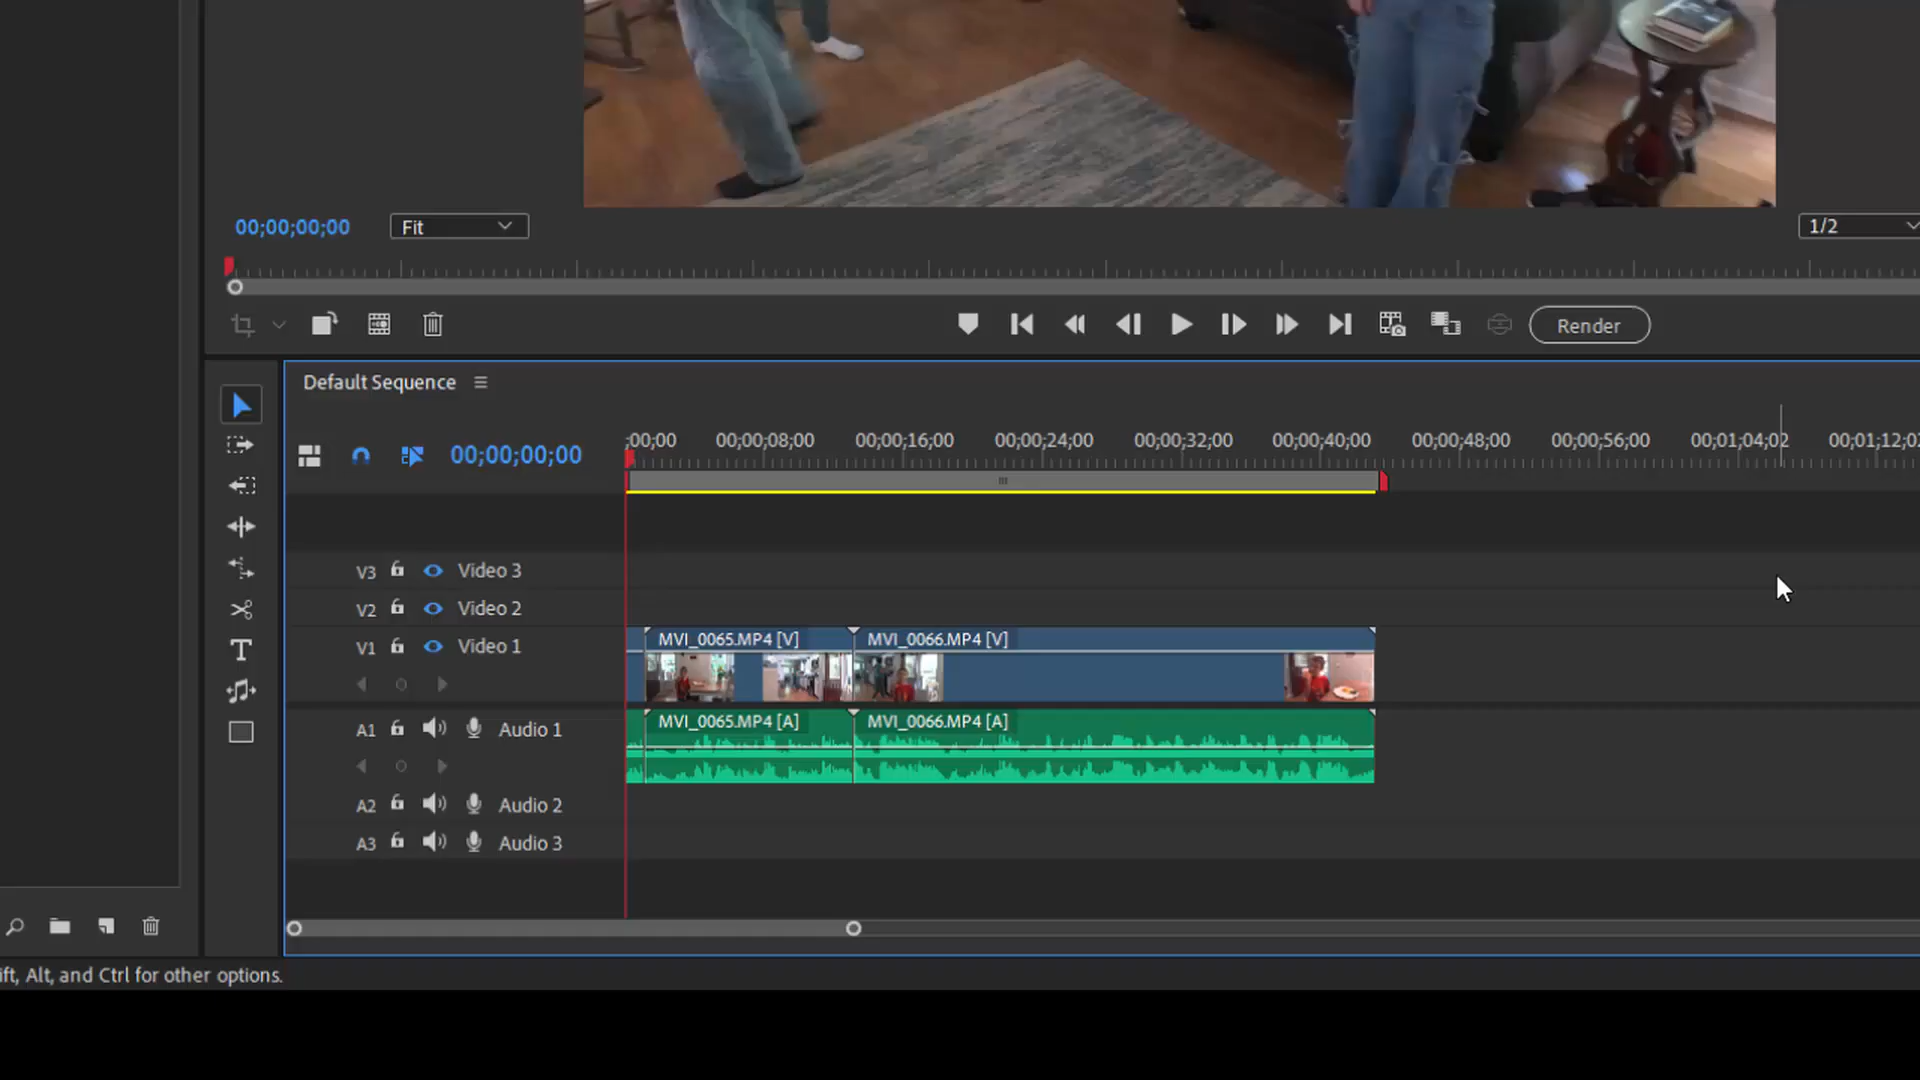 00;00;00;00
Fit
1/2
Render
Default Sequence
00;00;00;00
;00;00
00;00;08;00
00;00;16;00
00;00;24;00
00;00;32;00
00;00;40;00
00;00;48;00
00;00;56;00
00;01;04;02
00;01;12;02
V3 Video 3
V2 Video 2
V1 Video 1
MVI_0065.MP4 [V]
MVI_0066.MP4 [V]
A1 Audio 1
MVI_0065.MP4 [A]
MVI_0066.MP4 [A]
A2 Audio 2
A3 Audio 3
ift, Alt, and Ctrl for other options.